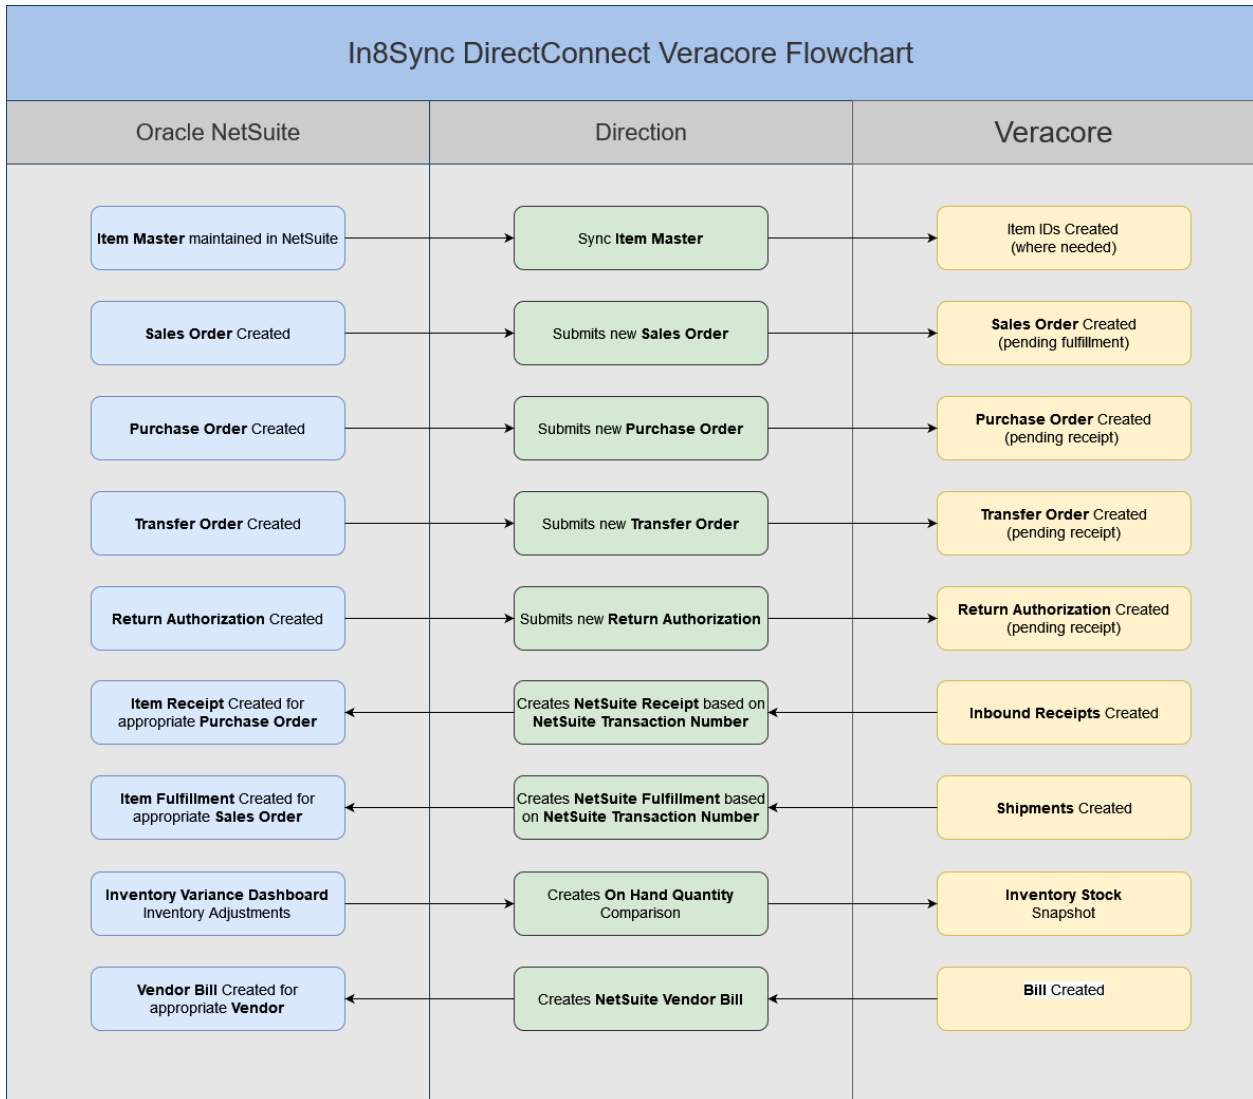 In8Sync DirectConnect Veracore Flowchart
Oracle NetSuite
Direction
Veracore
Item Master maintained in NetSuite
Sync Item Master
Item IDs Created
(where needed)
Sales Order Created
Submits new Sales Order
Sales Order Created
(pending fulfillment)
Purchase Order Created
Submits new Purchase Order
Purchase Order Created
(pending receipt)
Transfer Order Created
Submits new Transfer Order
Transfer Order Created
(pending receipt)
Return Authorization Created
Submits new Return Authorization
Return Authorization Created
(pending receipt)
Item Receipt Created for
appropriate Purchase Order
Creates NetSuite Receipt based on
NetSuite Transaction Number
Inbound Receipts Created
Item Fulfillment Created for
appropriate Sales Order
Creates NetSuite Fulfillment based
on NetSuite Transaction Number
Shipments Created
Inventory Variance Dashboard
Inventory Adjustments
Creates On Hand Quantity
Comparison
Inventory Stock
Snapshot
Vendor Bill Created for
appropriate Vendor
Creates NetSuite Vendor Bill
Bill Created